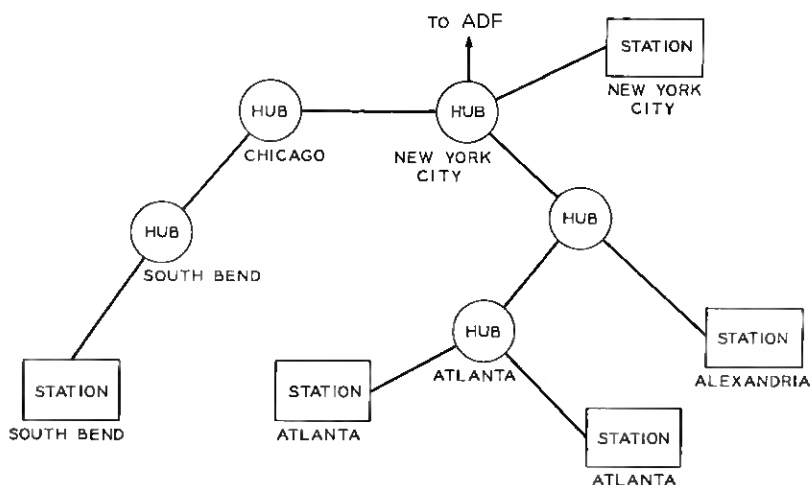 TO ADF
STATION
NEW YORK
CITY
HUB
CHICAGO
HUB
NEW YORK
CITY
HUB
SOUTH BEND
HUB
STATION
SOUTH BEND
HUB
ATLANTA
STATION
ALEXANDRIA
STATION
ATLANTA
STATION
ATLANTA